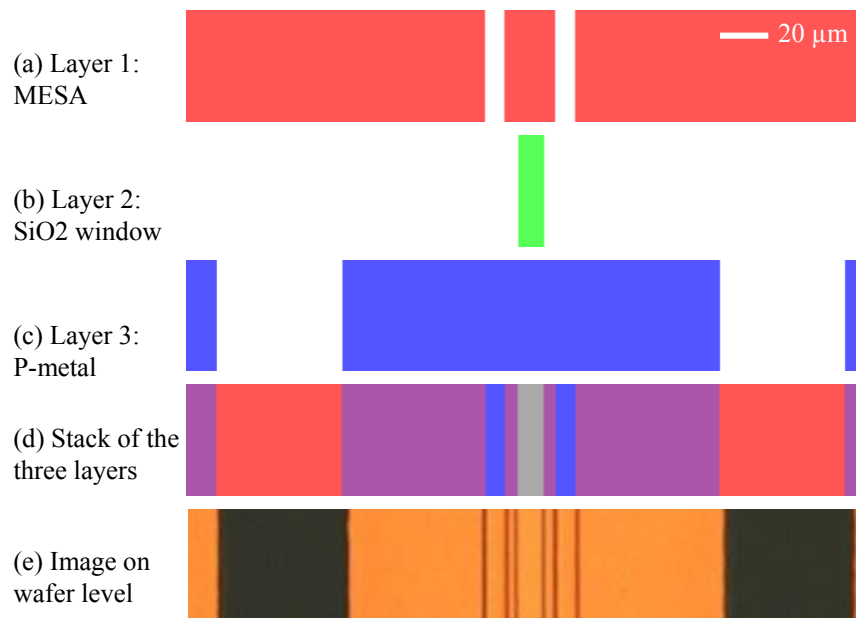 20 µm
(a) Layer 1:
MESA
(b) Layer 2:
SiO2 window
(c) Layer 3:
P-metal
(d) Stack of the
three layers
(e) Image on
wafer level